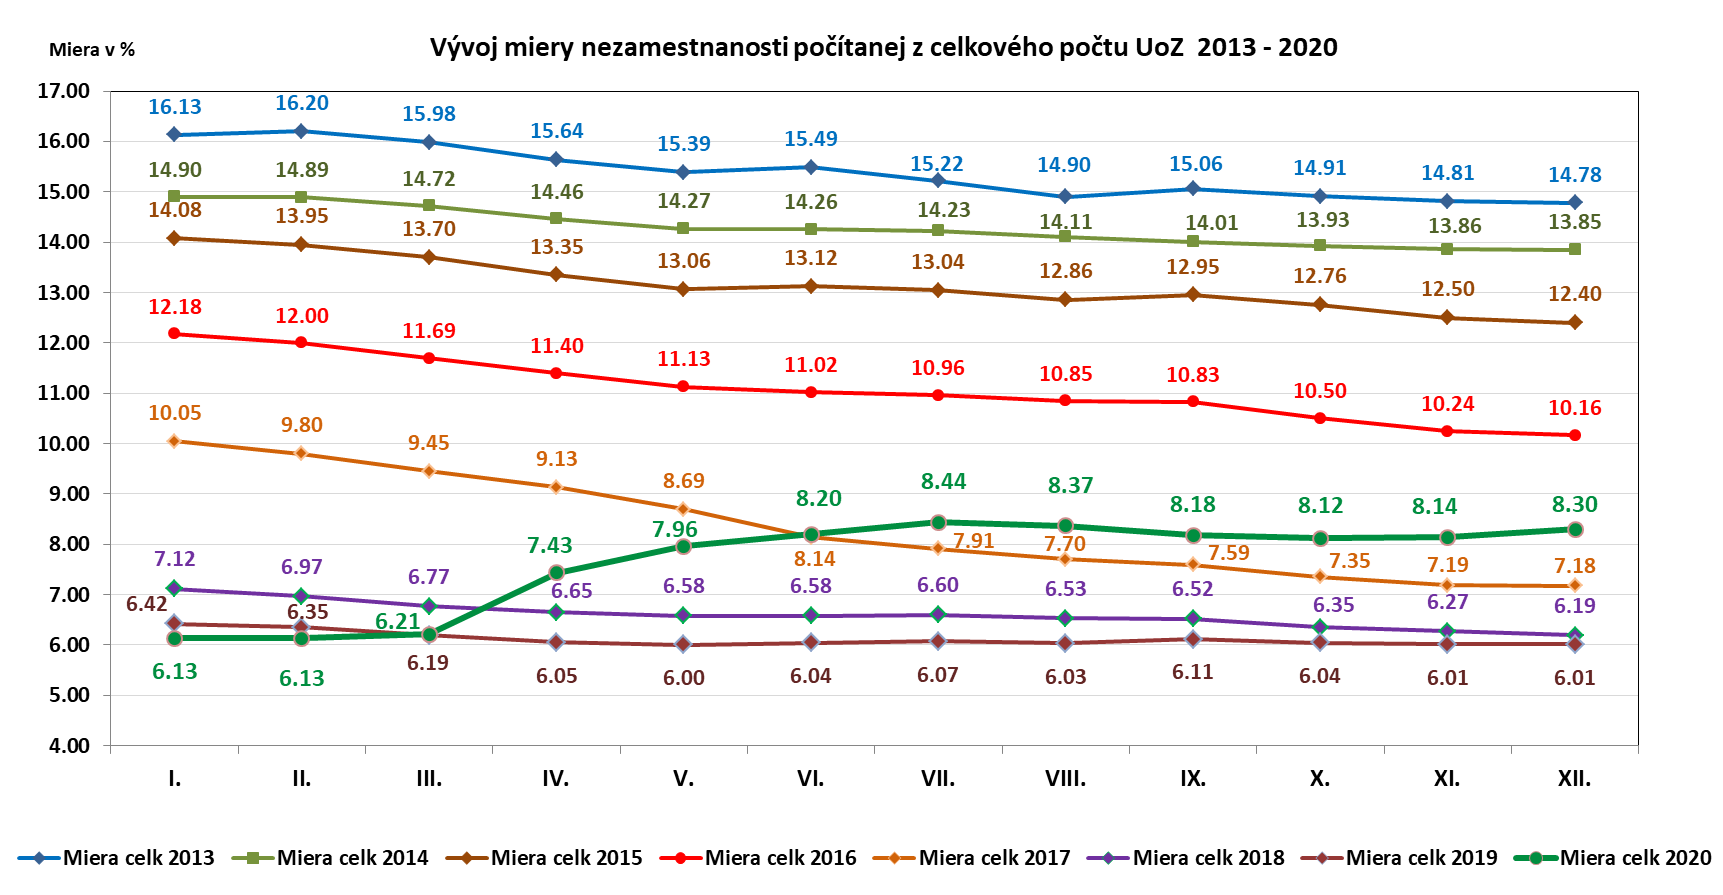 Vývoj miery nezamestnanosti počítanej z celkového počtu UoZ 2013 - 2020
Miera v %
17.00
16.00
15.00
14.00
13.00
12.00
11.00
10.00
9.00
8.00
7.00
6.00
5.00
4.00
16.13 16.20 15.98 15.64 15.39 15.49 15.22 14.90 15.06 14.91 14.81 14.78
14.90 14.89 14.72 14.46 14.27 14.26 14.23 14.11 14.01 13.93 13.86 13.85
14.08 13.95 13.70 13.35 13.06 13.12 13.04 12.86 12.95 12.76 12.50 12.40
12.18 12.00 11.69 11.40 11.13 11.02 10.96 10.85 10.83 10.50 10.24 10.16
10.05 9.80 9.45 9.13 8.69 8.14 7.91 7.70 7.59 7.35 7.19 7.18
7.12 6.97 6.77 6.65 6.58 6.58 6.60 6.53 6.52 6.35 6.27 6.19
6.42 6.35 6.19 6.05 6.00 6.04 6.07 6.03 6.11 6.04 6.01 6.01
6.13 6.13 6.21 7.43 7.96 8.20 8.44 8.37 8.18 8.12 8.14 8.30
I. II. III. IV. V. VI. VII. VIII. IX. X. XI. XII.
Miera celk 2013 Miera celk 2014 Miera celk 2015 Miera celk 2016 Miera celk 2017 Miera celk 2018 Miera celk 2019 Miera celk 2020